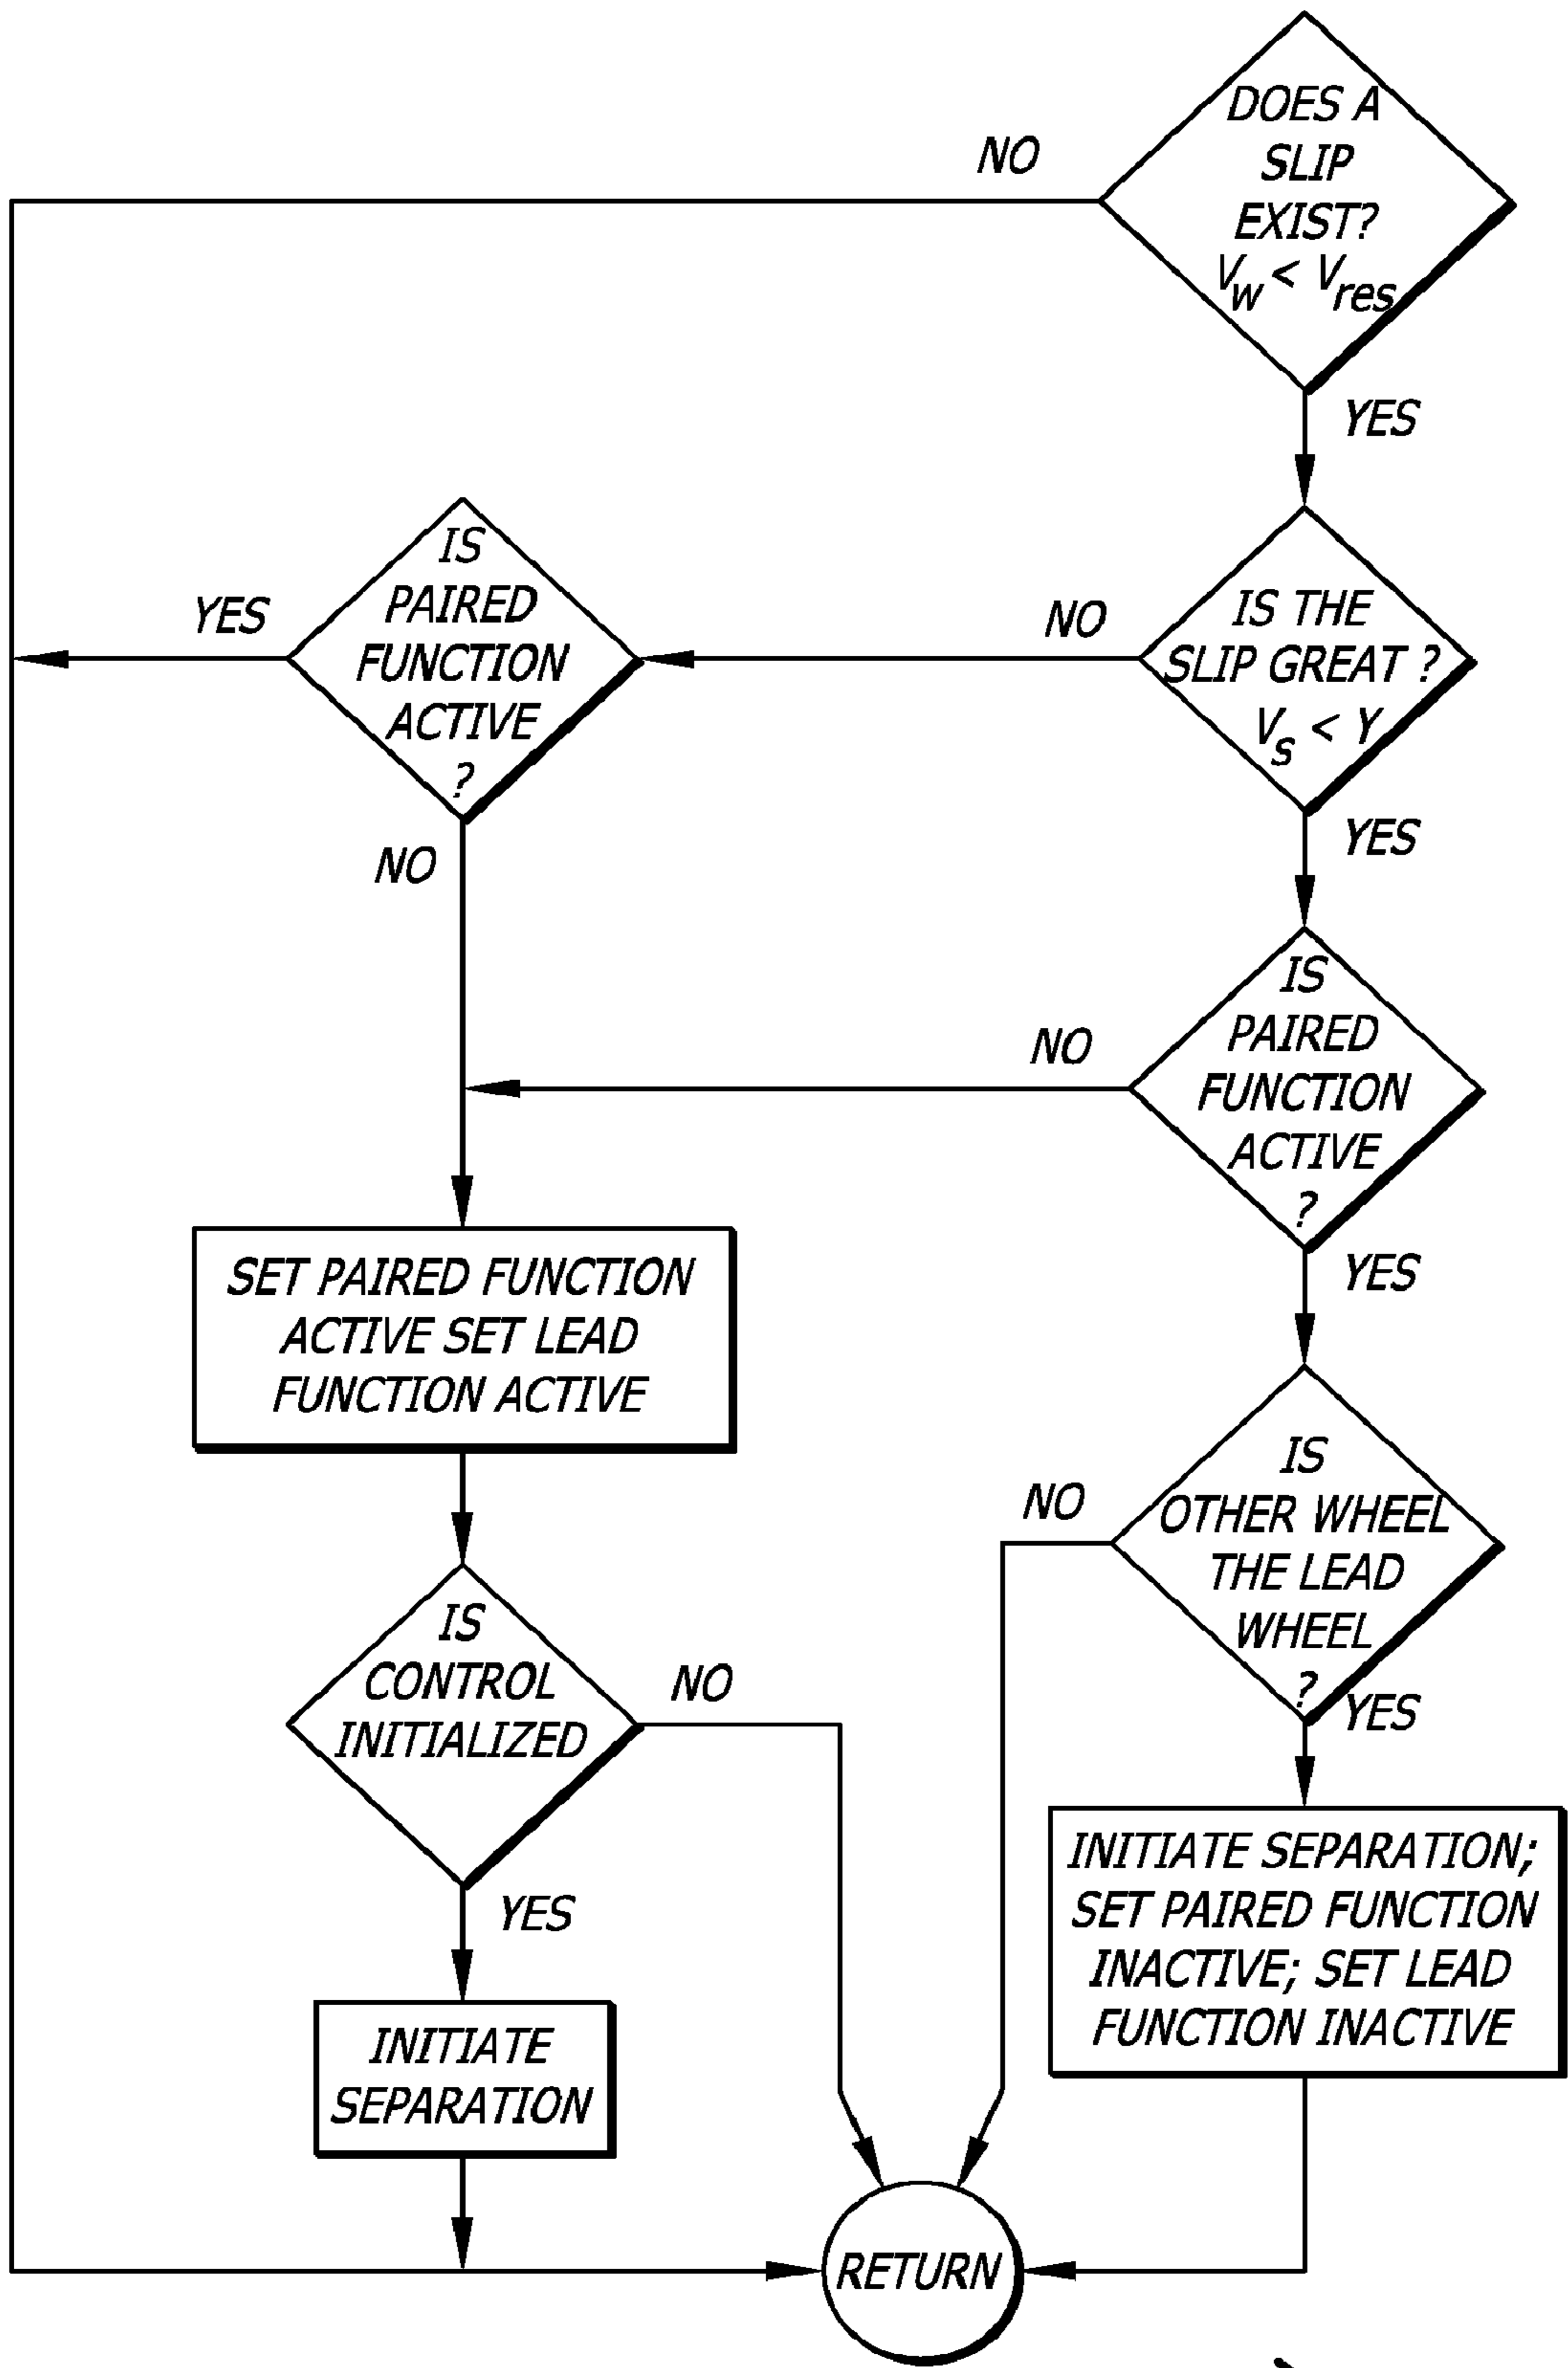 DOES A
SLIP
EXIST?
V_w < V_res
NO
YES
IS THE
SLIP GREAT ?
V_s < Y
NO
YES
IS
PAIRED
FUNCTION
ACTIVE
?
YES
NO
IS
PAIRED
FUNCTION
ACTIVE
?
NO
YES
SET PAIRED FUNCTION
ACTIVE SET LEAD
FUNCTION ACTIVE
IS
OTHER WHEEL
THE LEAD
WHEEL
?
NO
YES
IS
CONTROL
INITIALIZED
NO
YES
INITIATE SEPARATION;
SET PAIRED FUNCTION
INACTIVE; SET LEAD
FUNCTION INACTIVE
INITIATE
SEPARATION
RETURN